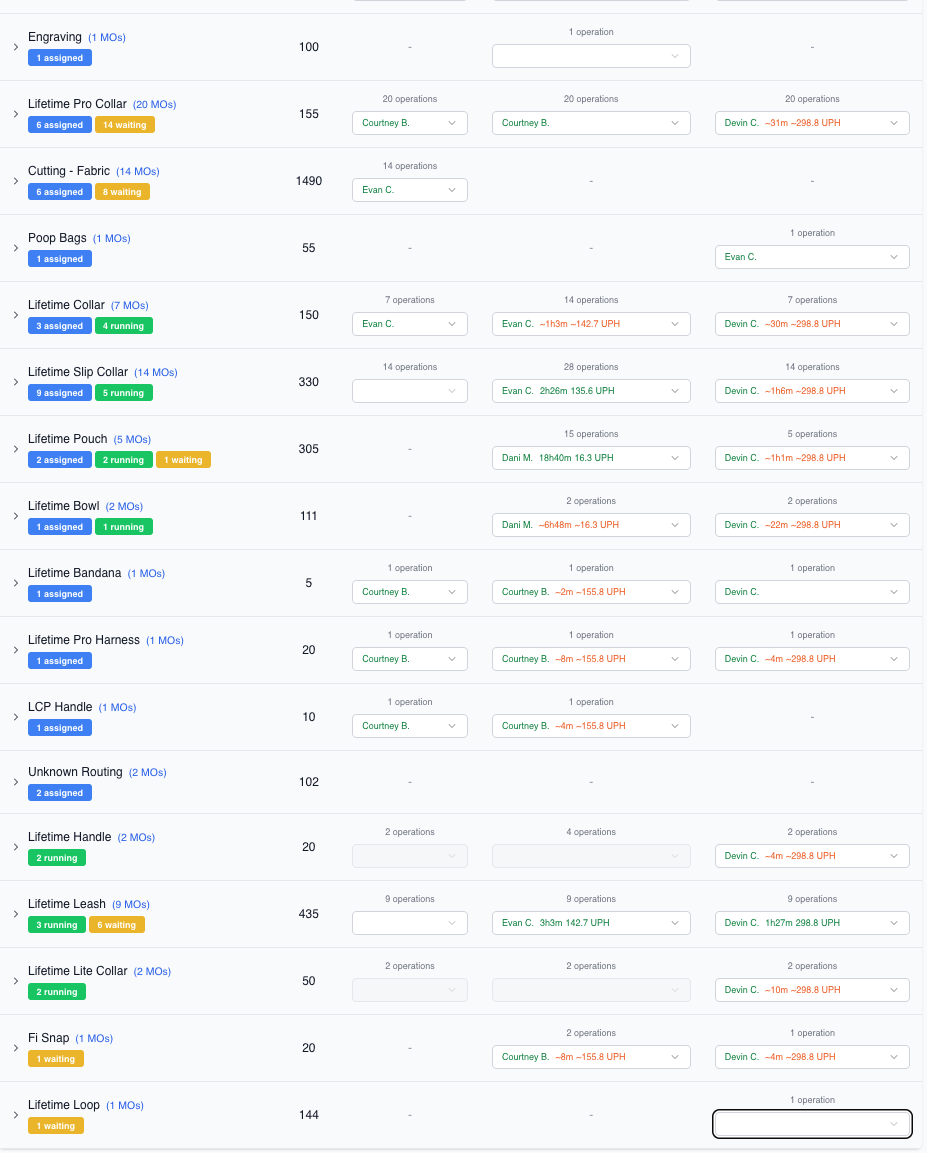 Engraving (1 MOs)
1 assigned
100
-
1 operation
-
Lifetime Pro Collar (20 MOs)
6 assigned 14 waiting
155
20 operations
Courtney B.
20 operations
Courtney B.
20 operations
Devin C. ~31m ~298.8 UPH
Cutting - Fabric (14 MOs)
6 assigned 8 waiting
1490
14 operations
Evan C.
-
-
Poop Bags (1 MOs)
1 assigned
55
-
-
1 operation
Evan C.
Lifetime Collar (7 MOs)
3 assigned 4 running
150
7 operations
Evan C.
14 operations
Evan C. ~1h3m ~142.7 UPH
7 operations
Devin C. ~30m ~298.8 UPH
Lifetime Slip Collar (14 MOs)
9 assigned 5 running
330
14 operations
28 operations
Evan C. 2h26m 135.6 UPH
14 operations
Devin C. ~1h6m ~298.8 UPH
Lifetime Pouch (5 MOs)
2 assigned 2 running 1 waiting
305
-
15 operations
Dani M. 18h40m 16.3 UPH
5 operations
Devin C. ~1h1m ~298.8 UPH
Lifetime Bowl (2 MOs)
1 assigned 1 running
111
-
2 operations
Dani M. ~6h48m ~16.3 UPH
2 operations
Devin C. ~22m ~298.8 UPH
Lifetime Bandana (1 MOs)
1 assigned
5
1 operation
Courtney B.
1 operation
Courtney B. ~2m ~155.8 UPH
1 operation
Devin C.
Lifetime Pro Harness (1 MOs)
1 assigned
20
1 operation
Courtney B.
1 operation
Courtney B. ~8m ~155.8 UPH
1 operation
Devin C. ~4m ~298.8 UPH
LCP Handle (1 MOs)
1 assigned
10
1 operation
Courtney B.
1 operation
Courtney B. ~4m ~155.8 UPH
-
Unknown Routing (2 MOs)
2 assigned
102
-
-
-
Lifetime Handle (2 MOs)
2 running
20
2 operations
4 operations
2 operations
Devin C. ~4m ~298.8 UPH
Lifetime Leash (9 MOs)
3 running 6 waiting
435
9 operations
9 operations
Evan C. 3h3m 142.7 UPH
9 operations
Devin C. 1h27m 298.8 UPH
Lifetime Lite Collar (2 MOs)
2 running
50
2 operations
2 operations
2 operations
Devin C. ~10m ~298.8 UPH
Fi Snap (1 MOs)
1 waiting
20
-
2 operations
Courtney B. ~8m ~155.8 UPH
1 operation
Devin C. ~4m ~298.8 UPH
Lifetime Loop (1 MOs)
1 waiting
144
-
-
1 operation